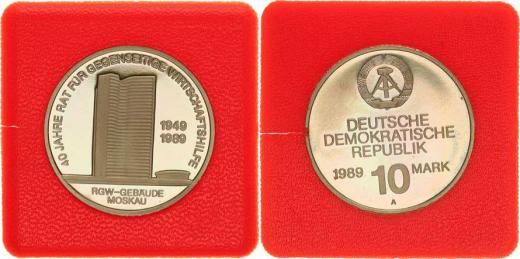 40 JAHRE RAT FÜR GEGENSEITIGE WIRTSCHAFTSHILFE
1949
1989
RGW-GEBÄUDE
MOSKAU
DEUTSCHE
DEMOKRATISCHE
REPUBLIK
1989 10 MARK
A